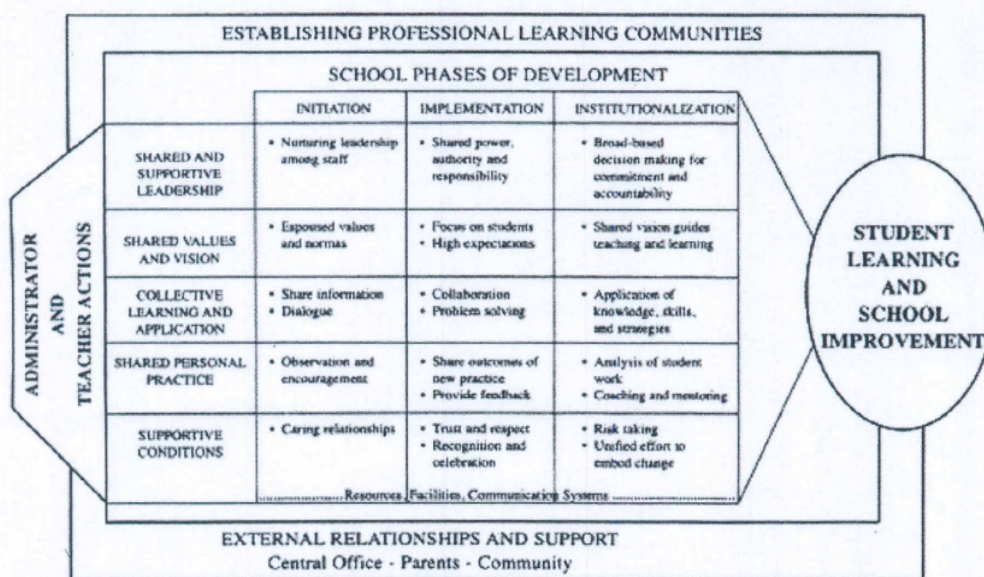 ESTABLISHING PROFESSIONAL LEARNING COMMUNITIES
SCHOOL PHASES OF DEVELOPMENT
INITIATION
IMPLEMENTATION
INSTITUTIONALIZATION
ADMINISTRATOR
AND
TEACHER ACTIONS
SHARED AND
SUPPORTIVE
LEADERSHIP
• Nurturing leadership
among staff
• Shared power,
authority and
responsibility
• Broad-based
decision making for
commitment and
accountability
SHARED VALUES
AND VISION
• Espoused values
and normas
• Focus on students
• High expectations
• Shared vision guides
teaching and learning
COLLECTIVE
LEARNING AND
APPLICATION
• Share information
• Dialogue
• Collaboration
• Problem solving
• Application of
knowledge, skills,
and strategies
SHARED PERSONAL
PRACTICE
• Observation and
encouragement
• Share outcomes of
new practice
• Provide feedback
• Analysis of student
work
• Coaching and mentoring
SUPPORTIVE
CONDITIONS
• Caring relationships
• Trust and respect
• Recognition and
celebration
• Risk taking
• Unified effort to
embed change
Resources, Facilities, Communication Systems
STUDENT
LEARNING
AND
SCHOOL
IMPROVEMENT
EXTERNAL RELATIONSHIPS AND SUPPORT
Central Office - Parents - Community